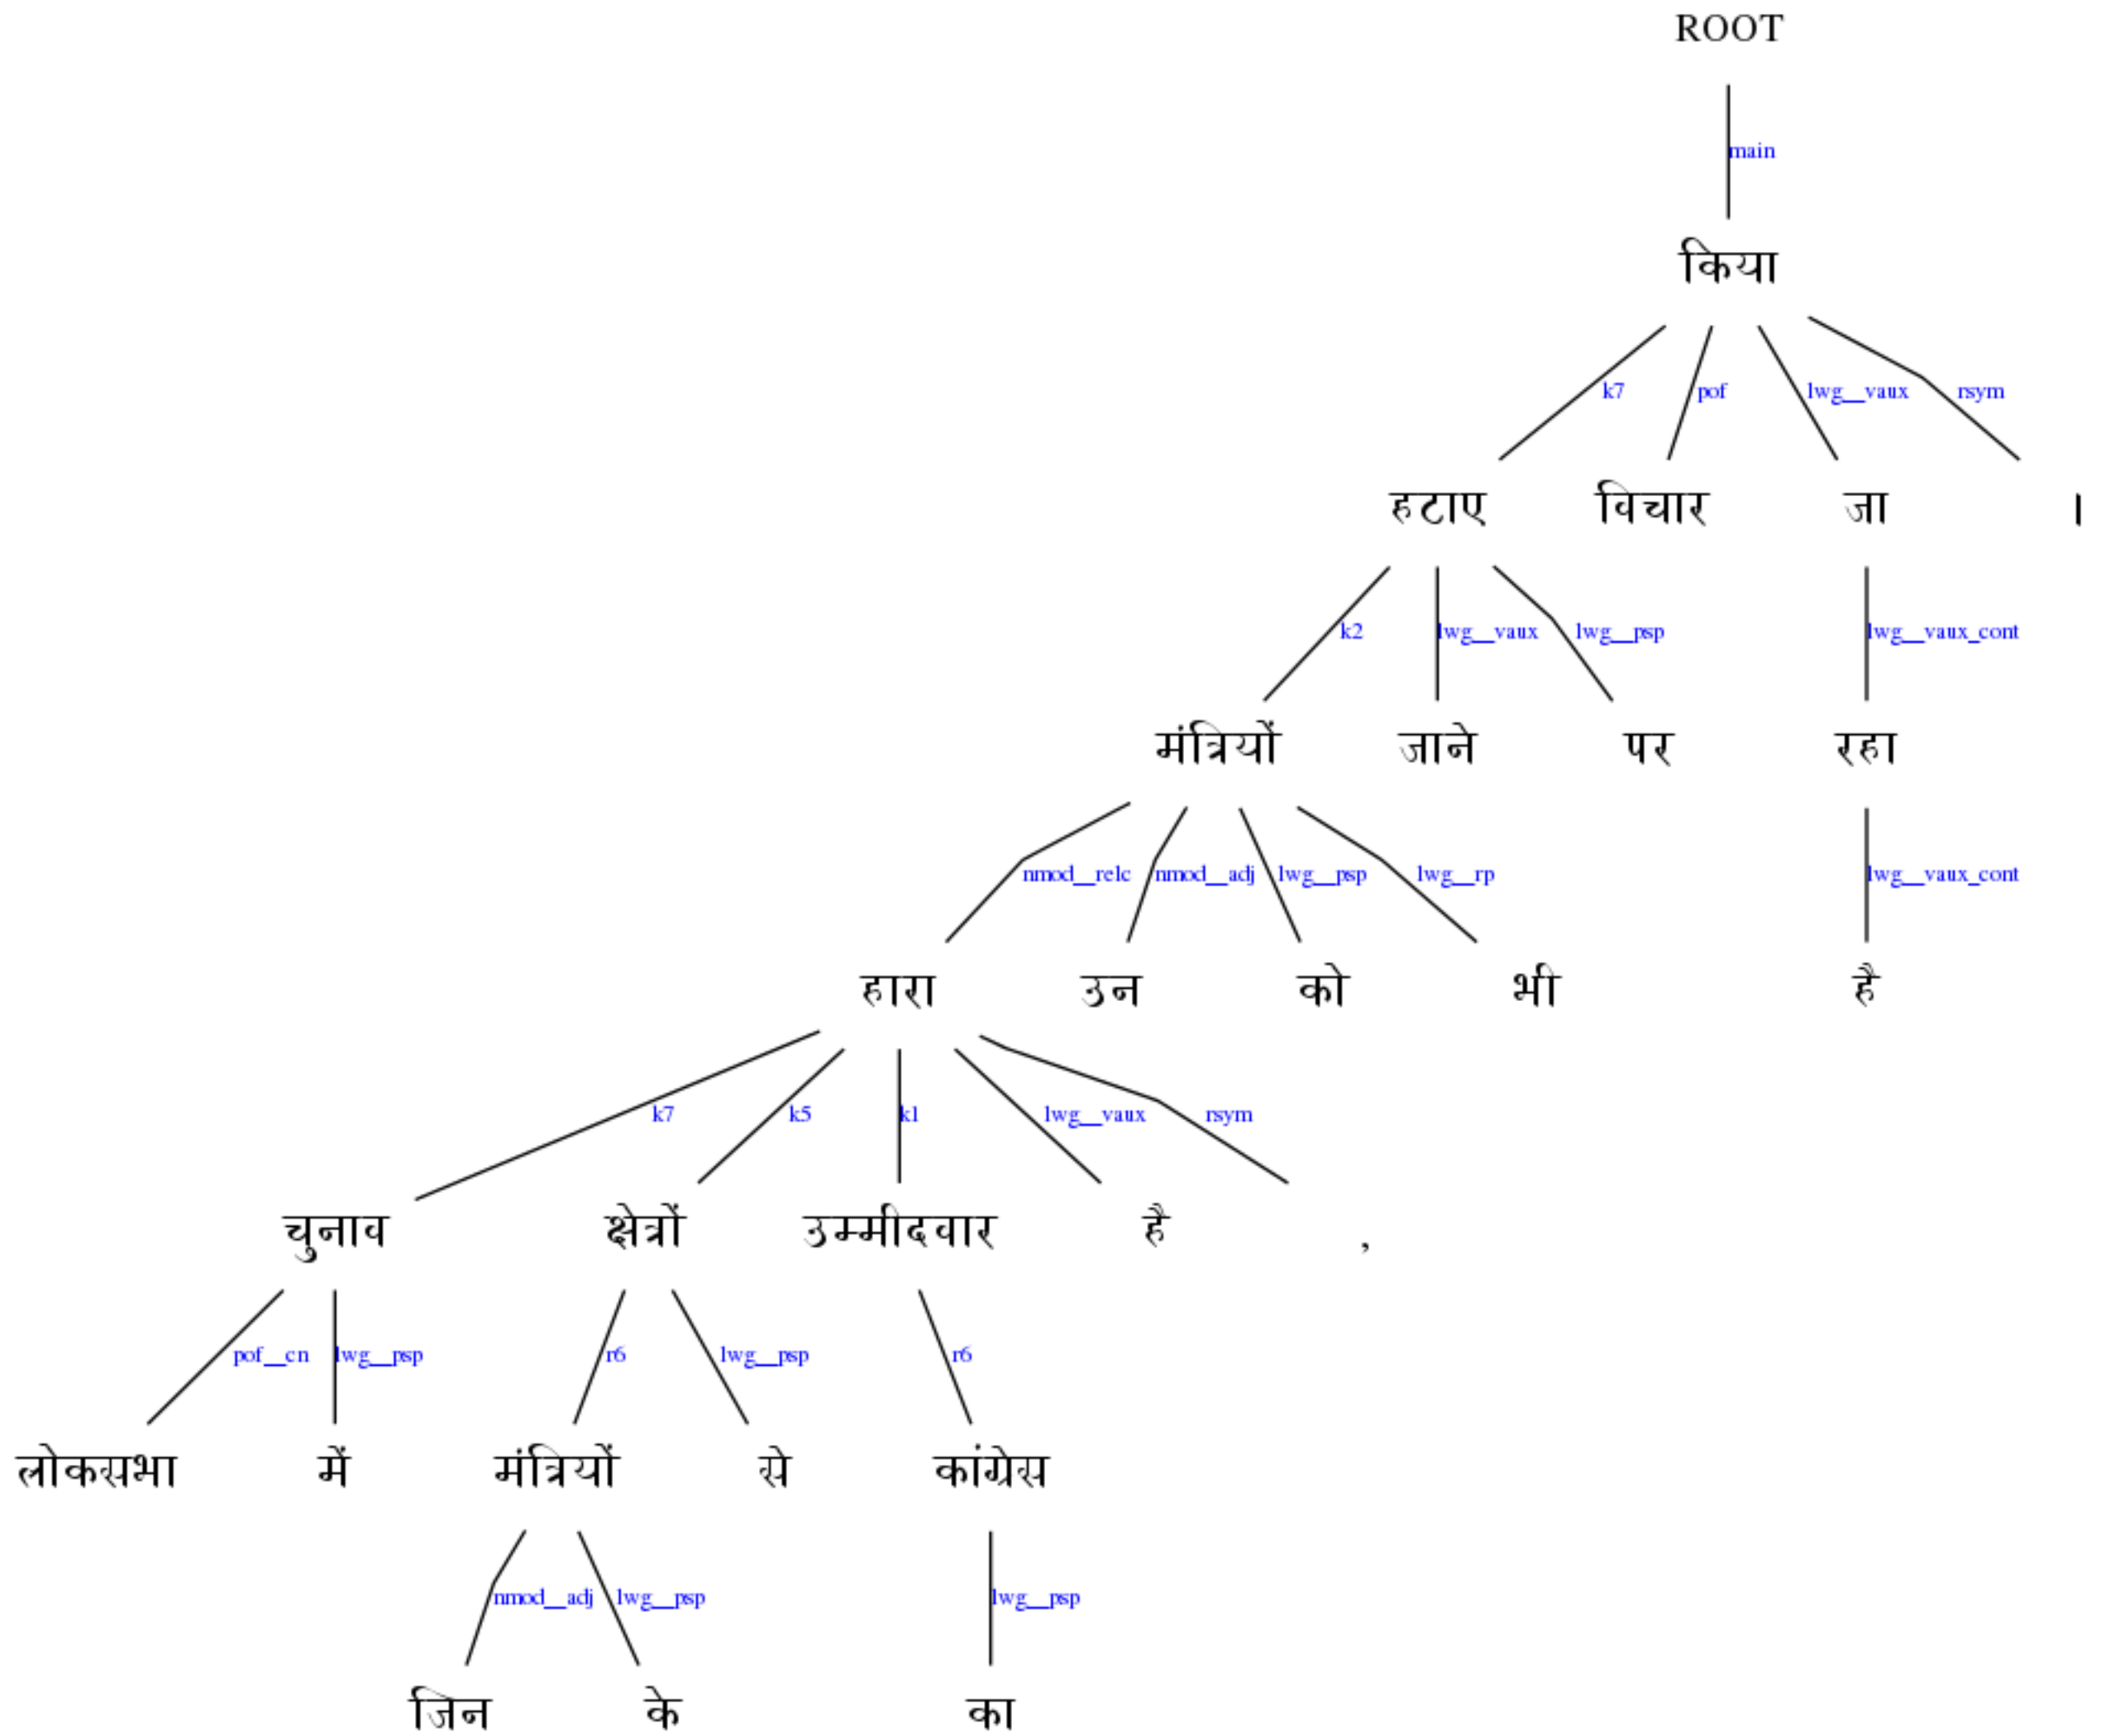 ROOT
main
किया
k7 pof lwg__vaux rsym
हटाए विचार जा ।
k2 lwg__vaux lwg__psp lwg__vaux_cont
मंत्रियों जाने पर रहा
nmod__relc nmod__adj lwg__psp lwg__rp lwg__vaux_cont
हारा उन को भी है
k7 k5 k1 lwg__vaux rsym
चुनाव क्षेत्रों उम्मीदवार है ,
pof__cn lwg__psp r6 lwg__psp r6
लोकसभा में मंत्रियों से कांग्रेस
nmod__adj lwg__psp lwg__psp
जिन के का